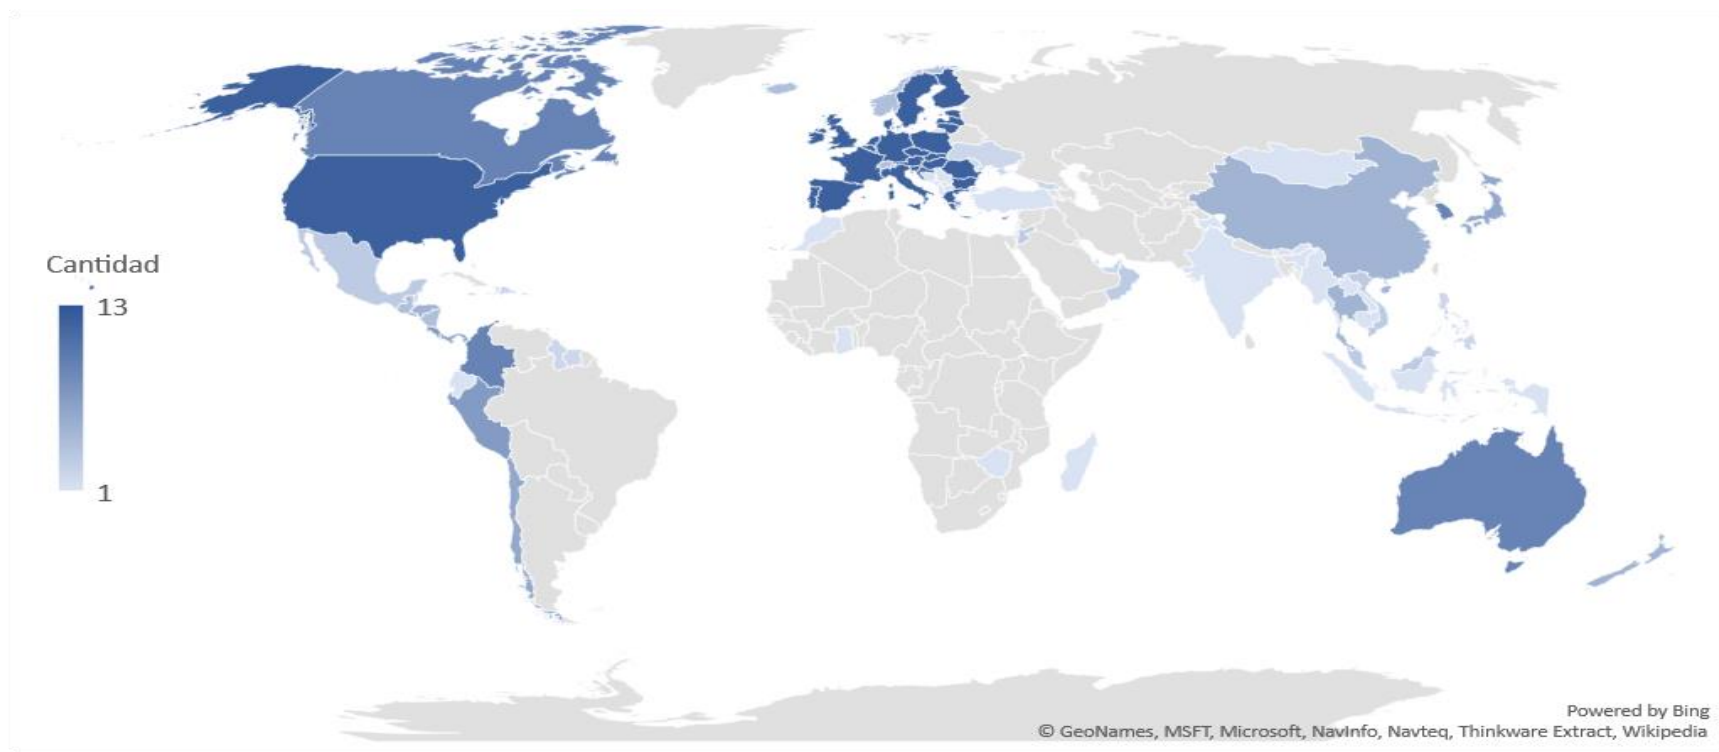 Cantidad
13
1
Powered by Bing
© GeoNames, MSFT, Microsoft, NavInfo, Navteq, Thinkware Extract, Wikipedia